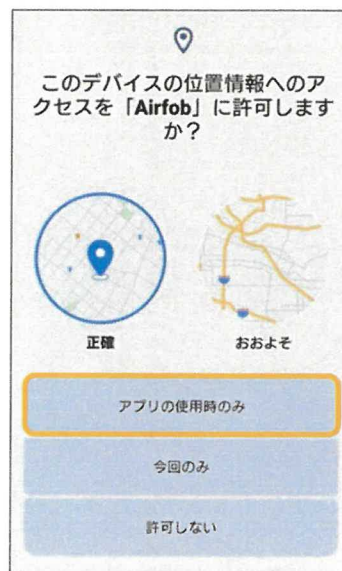 このデバイスの位置情報へのア
クセスを「Airfob」に許可します
か？
正確
おおよそ
アプリの使用時のみ
今回のみ
許可しない